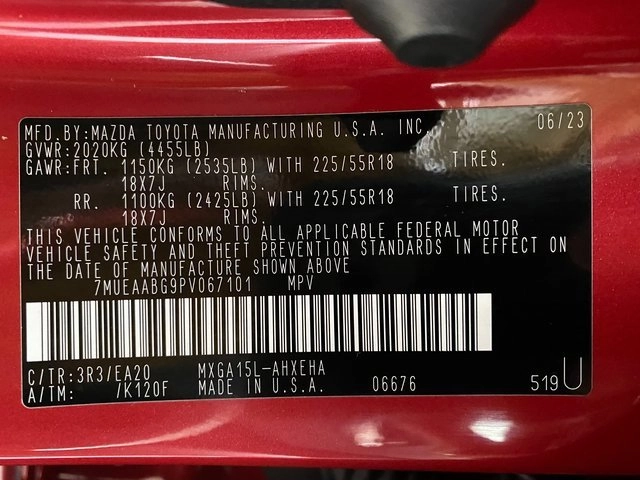 MFD.BY:MAZDA TOYOTA MANUFACTURING U.S.A. INC. 06/23
GVWR:2020KG (4455LB)
GAWR:FRT. 1150KG (2535LB) WITH 225/55R18 TIRES.
18X7J RIMS.
RR. 1100KG (2425LB) WITH 225/55R18 TIRES.
18X7J RIMS.
THIS VEHICLE CONFORMS TO ALL APPLICABLE FEDERAL MOTOR
VEHICLE SAFETY AND THEFT PREVENTION STANDARDS IN EFFECT ON
THE DATE OF MANUFACTURE SHOWN ABOVE
7MUEAABG9PV067101 MPV
C/TR:3R3/EA20 MXGA15L-AHXEHA
A/TM: /K120F MADE IN U.S.A. 06676 519U